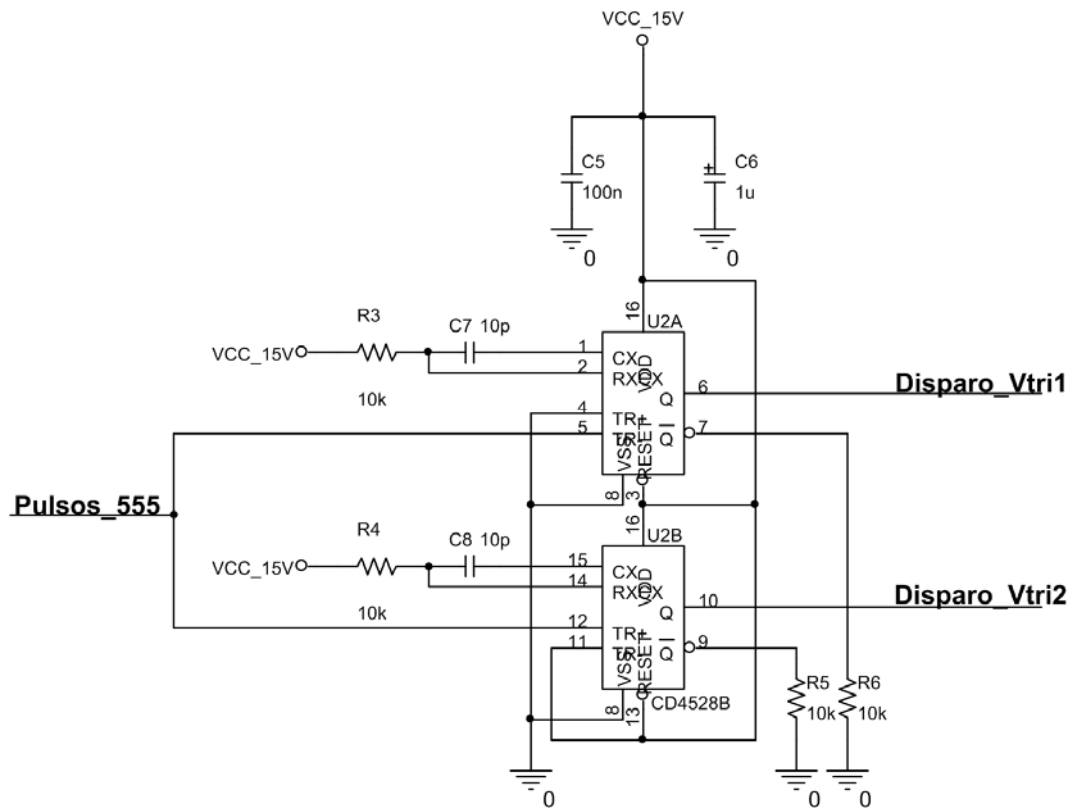 VCC_15V
C5
100n
0
C6
1u
0
16
U2A
R3
C7 10p
VCC_15V
10k
1
2
4
5
CX
RXCX
VDD
TR+
TR-
VSS
RESET
Q
Q
6
7
8
3
Disparo_Vtri1
Pulsos_555
16
U2B
R4
C8 10p
VCC_15V
10k
15
14
12
11
CX
RXCX
VDD
TR+
TR-
VSS
RESET
Q
Q
10
9
8
13
CD4528B
Disparo_Vtri2
R5
10k
R6
10k
0
0
0